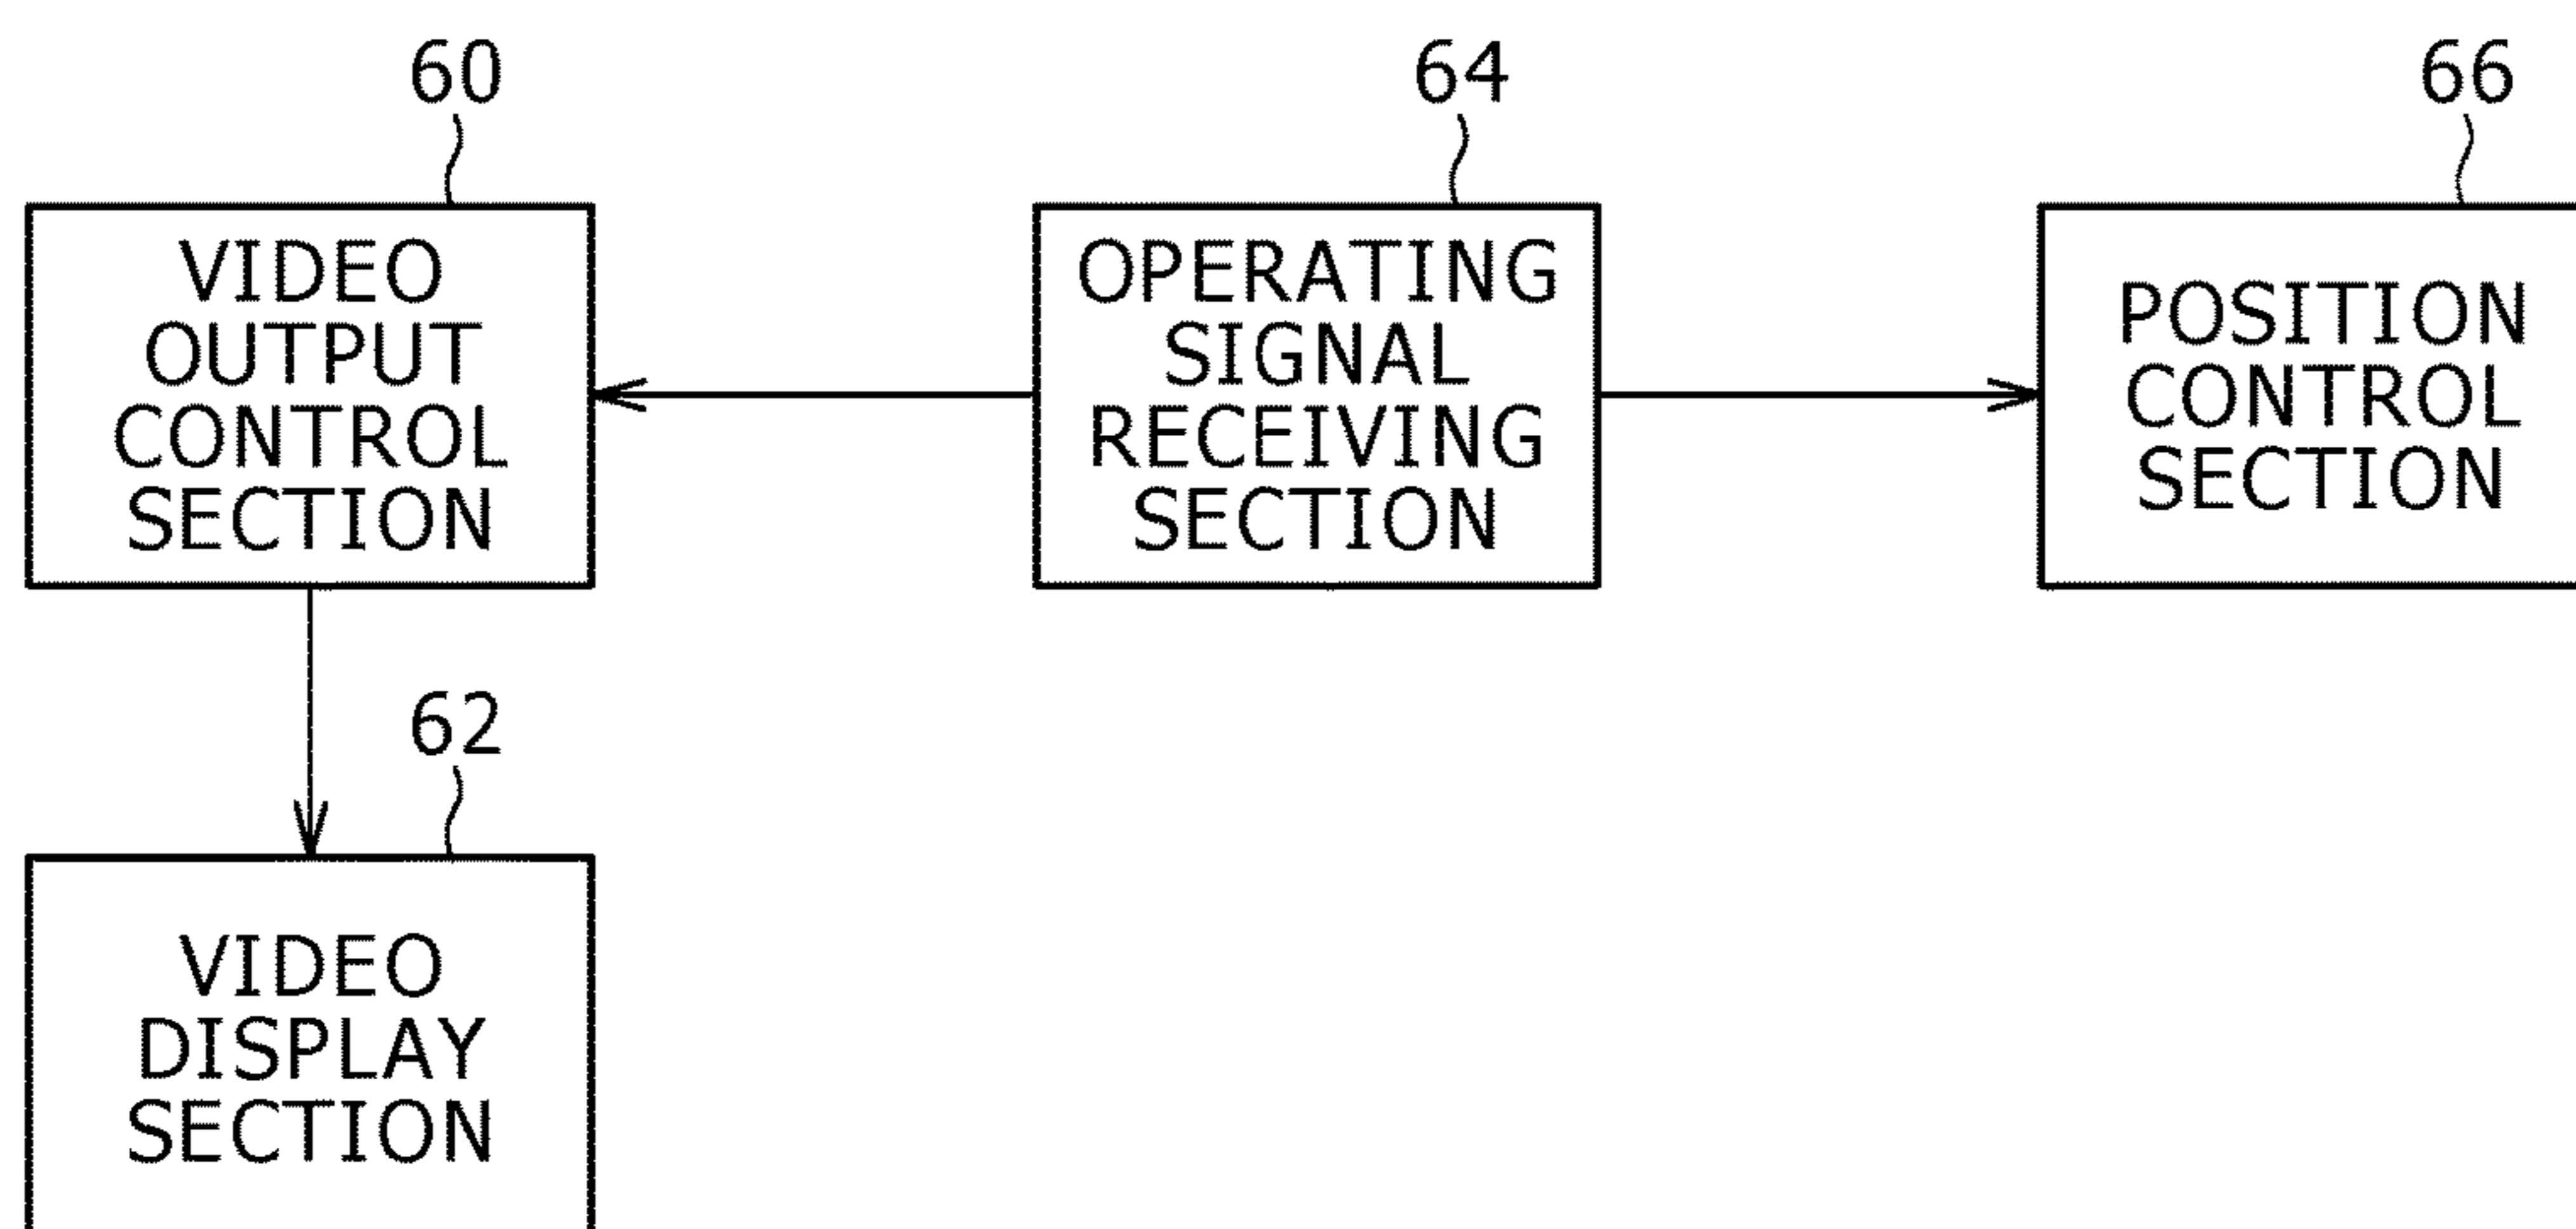 60
64
66
VIDEO
OUTPUT
CONTROL
SECTION
OPERATING
SIGNAL
RECEIVING
SECTION
POSITION
CONTROL
SECTION
62
VIDEO
DISPLAY
SECTION